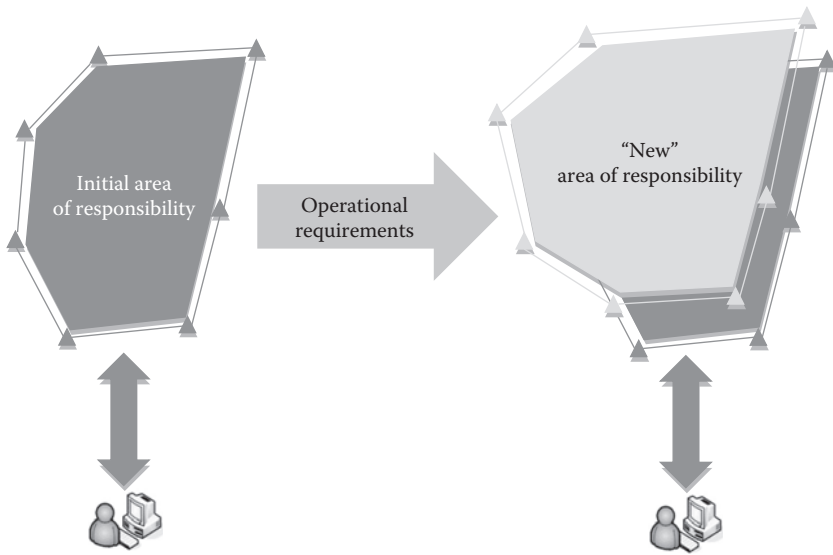 Initial area
of responsibility
Operational
requirements
“New”
area of responsibility